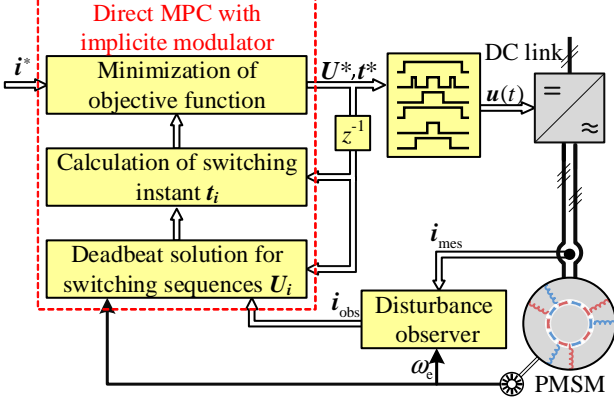 Direct MPC with
implicite modulator
i*
Minimization of
objective function
U*,t*
z-1
u(t)
DC link
=
≈
Calculation of switching
instant ti
Deadbeat solution for
switching sequences Ui
imes
iobs
Disturbance
observer
ωe
PMSM